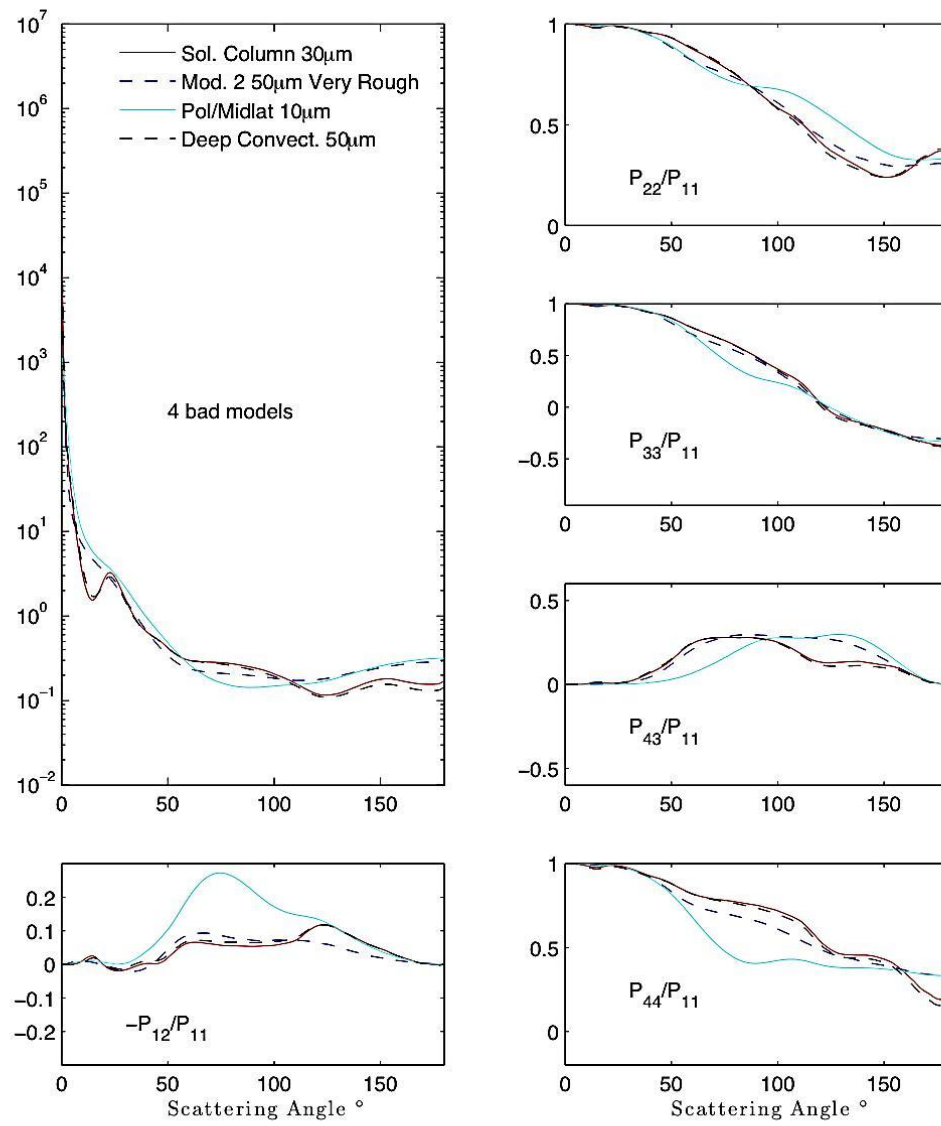 10^7
10^6
10^5
10^4
10^3
10^2
10^1
10^0
10^-1
10^-2
0 50 100 150
Sol. Column 30μm
Mod. 2 50μm Very Rough
Pol/Midlat 10μm
Deep Convect. 50μm
4 bad models
0.2
0.1
0
−0.1
−0.2
−P12/P11
0 50 100 150
Scattering Angle °
1
0.5
0
P22/P11
0 50 100 150
1
0.5
0
−0.5
P33/P11
0 50 100 150
0.5
0
−0.5
P43/P11
0 50 100 150
1
0.5
0
P44/P11
0 50 100 150
Scattering Angle °